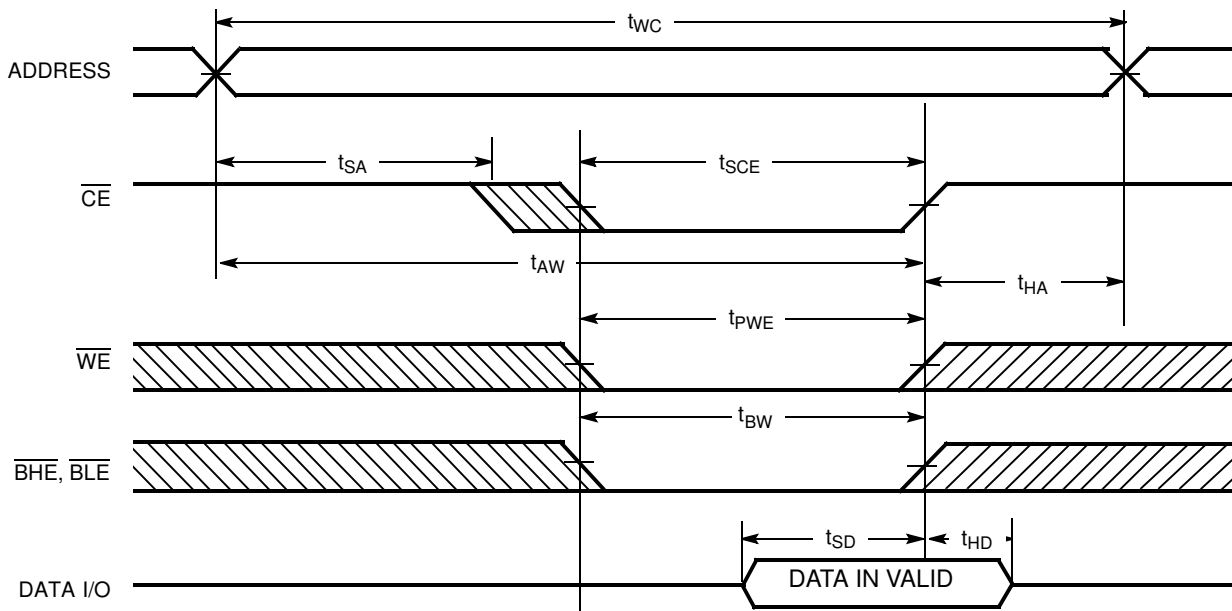 tWC
ADDRESS
tSA
tSCE
CE
tAW
tHA
tPWE
WE
tBW
BHE, BLE
tSD
tHD
DATA I/O
DATA IN VALID